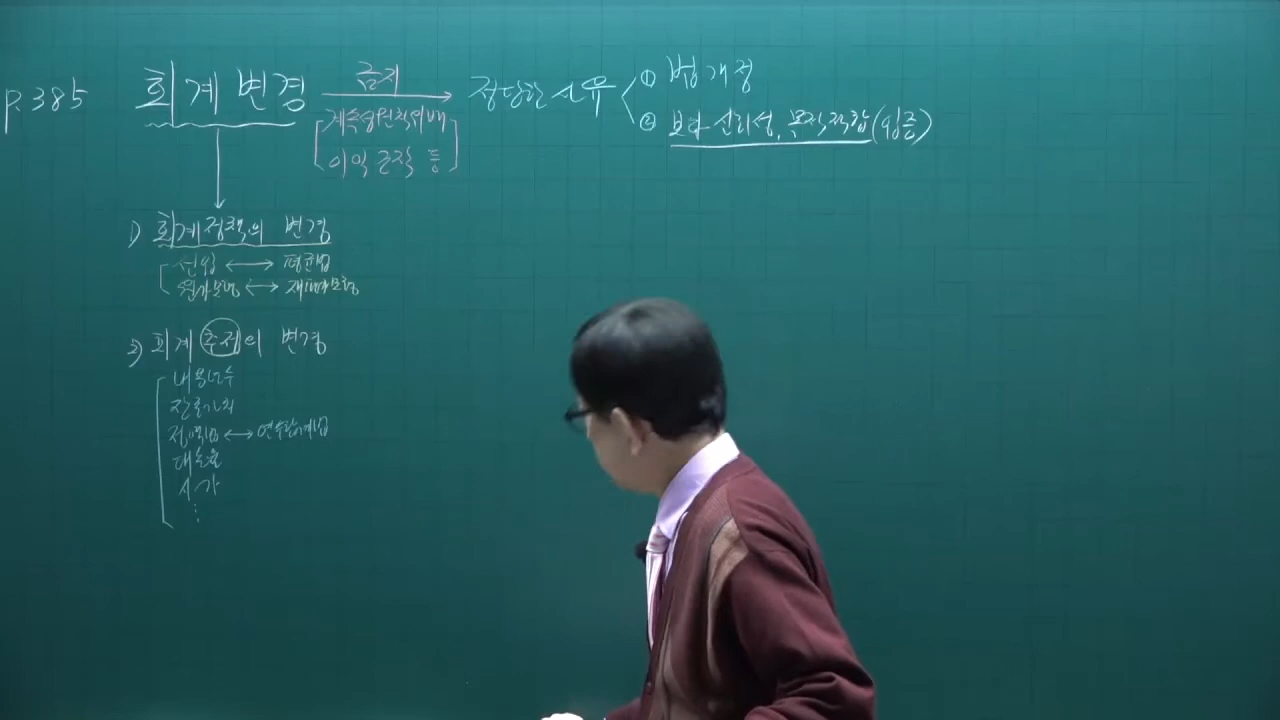 p.385 회계변경 금지 정당한 사유 ① 법 개정
계속성원칙위배 ② 보다 신뢰성, 목적적합 (입증)
이익 조작 등
1) 회계정책의 변경
선입 ↔ 평균법
원가모형 ↔ 재평가모형
2) 회계추정의 변경
내용년수
잔존가치
정액법 ↔ 연수합계법
대손율
시가
⋮